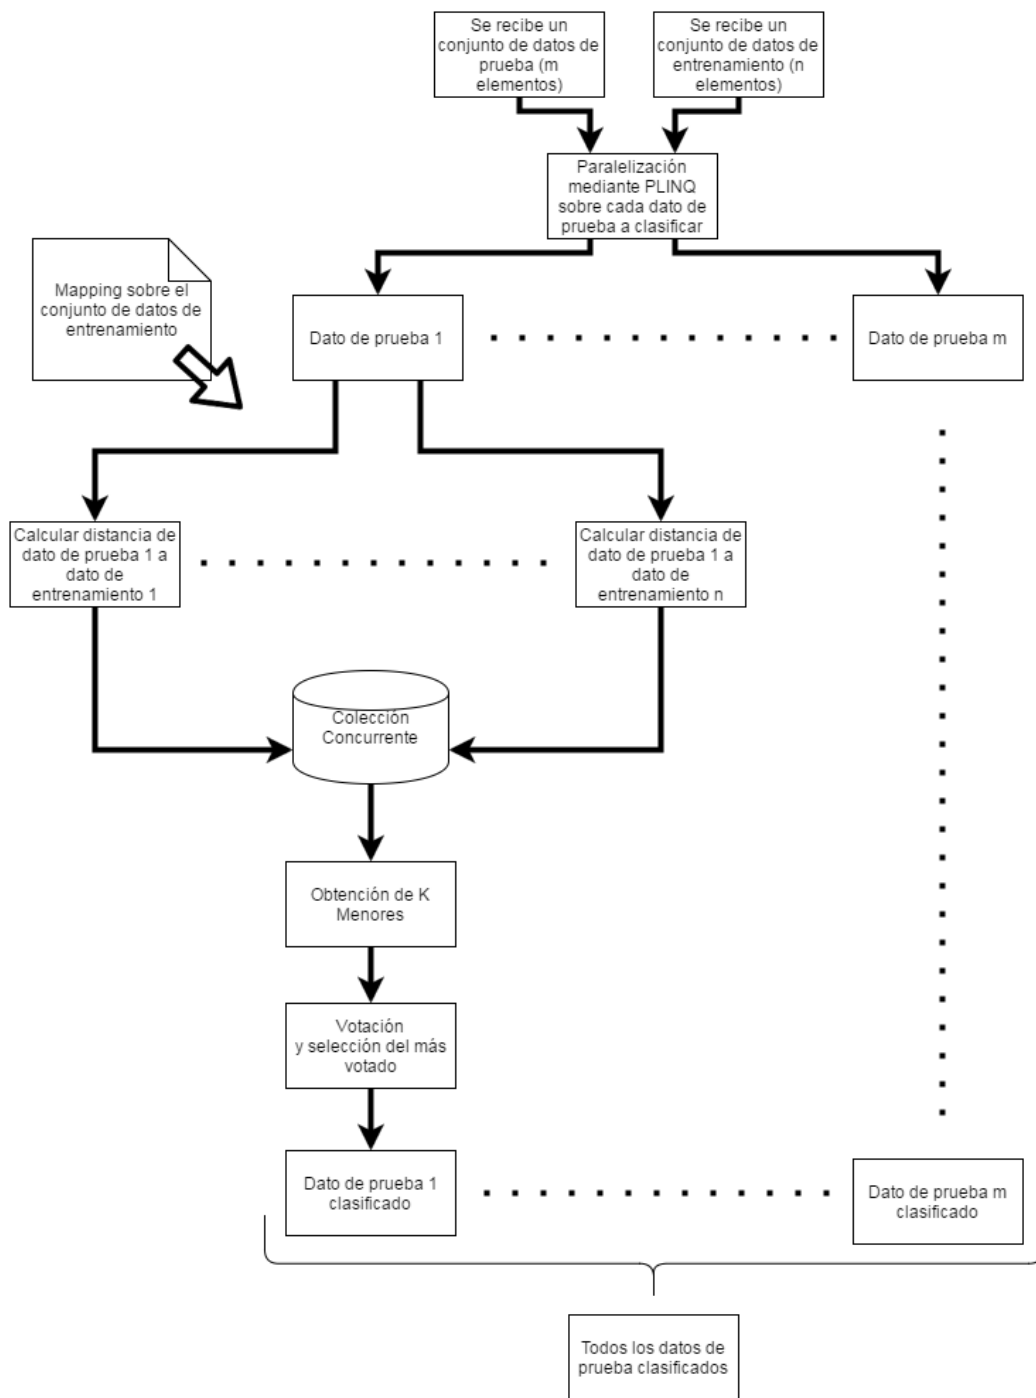 Se recibe un
conjunto de datos de
prueba (m
elementos)
Se recibe un
conjunto de datos de
entrenamiento (n
elementos)
Paralelización
mediante PLINQ
sobre cada dato de
prueba a clasificar
Mapping sobre el
conjunto de datos de
entrenamiento
Dato de prueba 1
Dato de prueba m
Calcular distancia de
dato de prueba 1 a
dato de
entrenamiento 1
Calcular distancia de
dato de prueba 1 a
dato de
entrenamiento n
Colección
Concurrente
Obtención de K
Menores
Votación
y selección del más
votado
Dato de prueba 1
clasificado
Dato de prueba m
clasificado
Todos los datos de
prueba clasificados